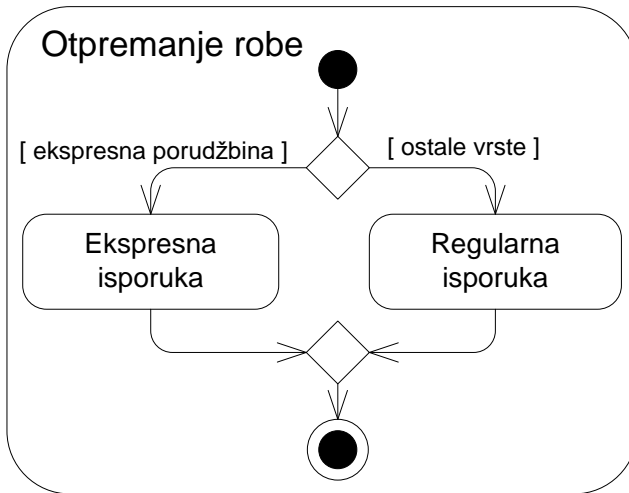 Otpremanje robe
[ ekspresna porudžbina ]
[ ostale vrste ]
Ekspresna
isporuka
Regularna
isporuka